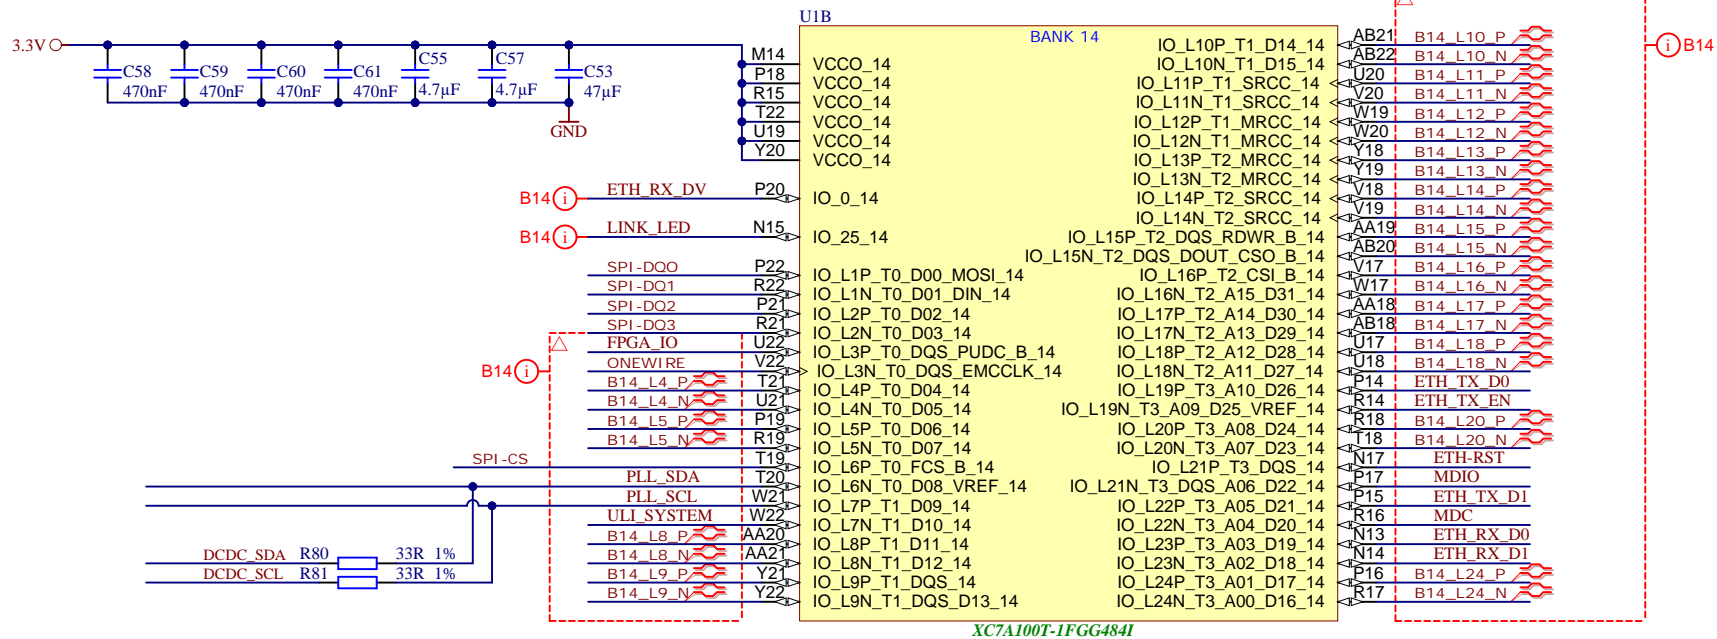 U1B
BANK 14
3.3V
C58
470nF
C59
470nF
C60
470nF
C61
470nF
C55
4.7µF
C57
4.7µF
C53
47µF
GND
M14 VCCO_14
P18 VCCO_14
R15 VCCO_14
T22 VCCO_14
U19 VCCO_14
Y20 VCCO_14
B14 i ETH_RX_DV P20 IO_0_14
B14 i LINK_LED N15 IO_25_14
SPI-DQ0 P22 IO_L1P_T0_D00_MOSI_14
SPI-DQ1 R22 IO_L1N_T0_D01_DIN_14
SPI-DQ2 P21 IO_L2P_T0_D02_14
SPI-DQ3 R21 IO_L2N_T0_D03_14
FPGA_IO U22 IO_L3P_T0_DQS_PUDC_B_14
B14 i
ONEWIRE V22 IO_L3N_T0_DQS_EMCCLK_14
B14_L4_P T21 IO_L4P_T0_D04_14
B14_L4_N U21 IO_L4N_T0_D05_14
B14_L5_P P19 IO_L5P_T0_D06_14
B14_L5_N R19 IO_L5N_T0_D07_14
SPI-CS T19 IO_L6P_T0_FCS_B_14
PLL_SDA T20 IO_L6N_T0_D08_VREF_14
PLL_SCL W21 IO_L7P_T1_D09_14
ULI_SYSTEM W22 IO_L7N_T1_D10_14
B14_L8_P AA20 IO_L8P_T1_D11_14
B14_L8_N AA21 IO_L8N_T1_D12_14
B14_L9_P Y21 IO_L9P_T1_DQS_14
B14_L9_N Y22 IO_L9N_T1_DQS_D13_14
DCDC_SDA R80 33R 1%
DCDC_SCL R81 33R 1%
IO_L10P_T1_D14_14 AB21 B14_L10_P
IO_L10N_T1_D15_14 AB22 B14_L10_N
IO_L11P_T1_SRCC_14 U20 B14_L11_P
IO_L11N_T1_SRCC_14 V20 B14_L11_N
IO_L12P_T1_MRCC_14 W19 B14_L12_P
IO_L12N_T1_MRCC_14 W20 B14_L12_N
IO_L13P_T2_MRCC_14 Y18 B14_L13_P
IO_L13N_T2_MRCC_14 Y19 B14_L13_N
IO_L14P_T2_SRCC_14 V18 B14_L14_P
IO_L14N_T2_SRCC_14 V19 B14_L14_N
IO_L15P_T2_DQS_RDWR_B_14 AA19 B14_L15_P
IO_L15N_T2_DQS_DOUT_CSO_B_14 AB20 B14_L15_N
IO_L16P_T2_CSI_B_14 V17 B14_L16_P
IO_L16N_T2_A15_D31_14 W17 B14_L16_N
IO_L17P_T2_A14_D30_14 AA18 B14_L17_P
IO_L17N_T2_A13_D29_14 AB18 B14_L17_N
IO_L18P_T2_A12_D28_14 U17 B14_L18_P
IO_L18N_T2_A11_D27_14 U18 B14_L18_N
IO_L19P_T3_A10_D26_14 P14 ETH_TX_D0
IO_L19N_T3_A09_D25_VREF_14 R14 ETH_TX_EN
IO_L20P_T3_A08_D24_14 R18 B14_L20_P
IO_L20N_T3_A07_D23_14 T18 B14_L20_N
IO_L21P_T3_DQS_14 N17 ETH-RST
IO_L21N_T3_DQS_A06_D22_14 P17 MDIO
IO_L22P_T3_A05_D21_14 P15 ETH_TX_D1
IO_L22N_T3_A04_D20_14 R16 MDC
IO_L23P_T3_A03_D19_14 N13 ETH_RX_D0
IO_L23N_T3_A02_D18_14 N14 ETH_RX_D1
IO_L24P_T3_A01_D17_14 P16 B14_L24_P
IO_L24N_T3_A00_D16_14 R17 B14_L24_N
i B14
XC7A100T-1FGG484I